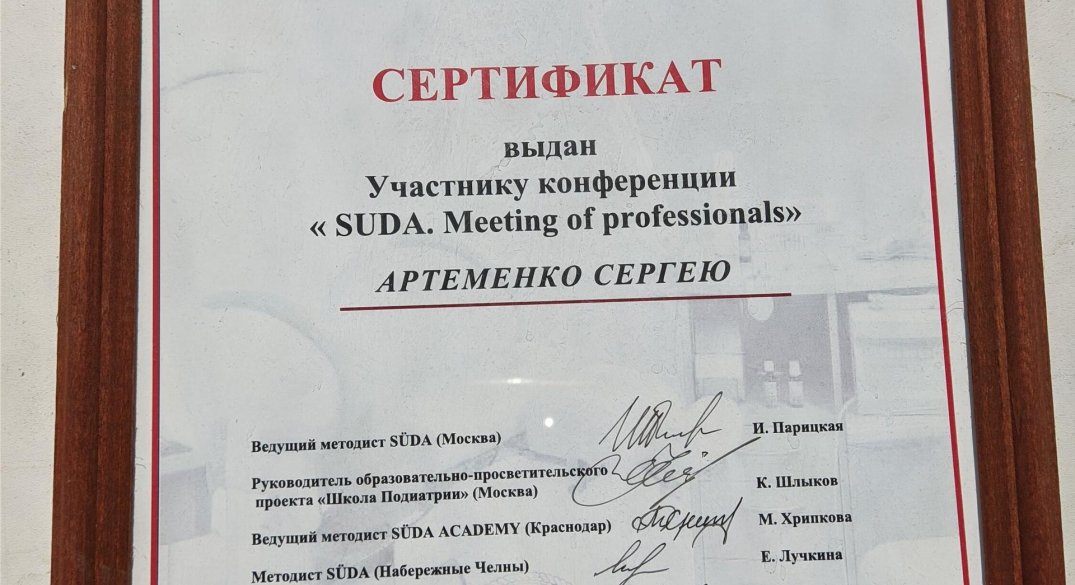 СЕРТИФИКАТ
выдан
Участнику конференции
« SUDA. Meeting of professionals»
АРТЕМЕНКО СЕРГЕЮ
Ведущий методист SÜDA (Москва) И. Парицкая
Руководитель образовательно-просветительского
проекта «Школа Подиатрии» (Москва) К. Шлыков
Ведущий методист SÜDA ACADEMY (Краснодар) М. Хрипкова
Методист SÜDA (Набережные Челны) Е. Лучкина